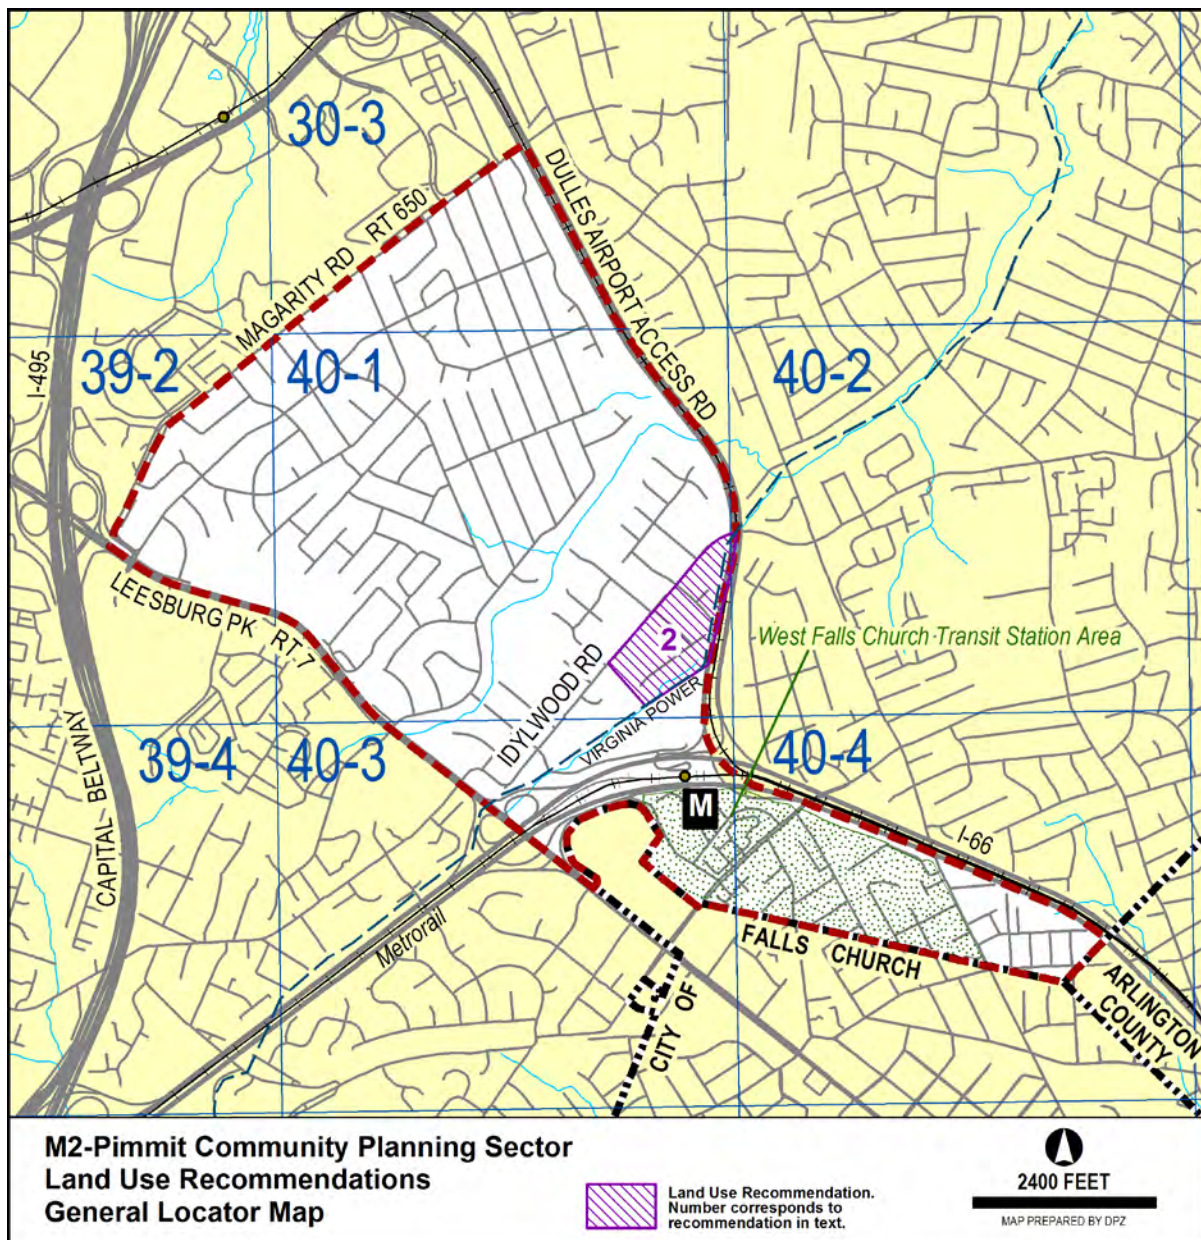 30-3
DULLES AIRPORT ACCESS RD
MAGARITY RD RT 650
I-495
39-2
40-1
40-2
LEESBURG PK RT 7
2
West Falls Church Transit Station Area
IDYLWOOD RD
VIRGINIA POWER
CAPITAL BELTWAY
39-4
40-3
40-4
M
I-66
Metrorail
FALLS CHURCH
CITY OF
ARLINGTON
COUNTY
M2-Pimmit Community Planning Sector
Land Use Recommendations
General Locator Map
Land Use Recommendation.
Number corresponds to
recommendation in text.
2400 FEET
MAP PREPARED BY DPZ